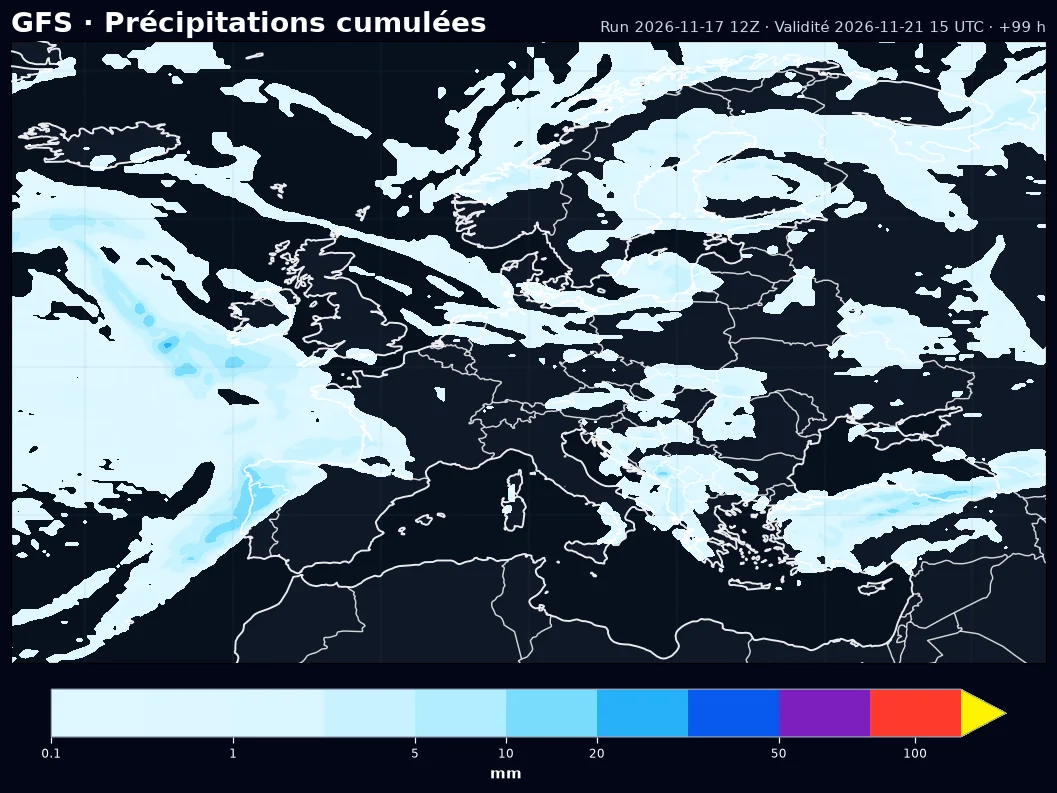 GFS · Précipitations cumulées
Run 2026-11-17 12Z · Validité 2026-11-21 15 UTC · +99 h
0.1 1 5 10 20 50 100
mm